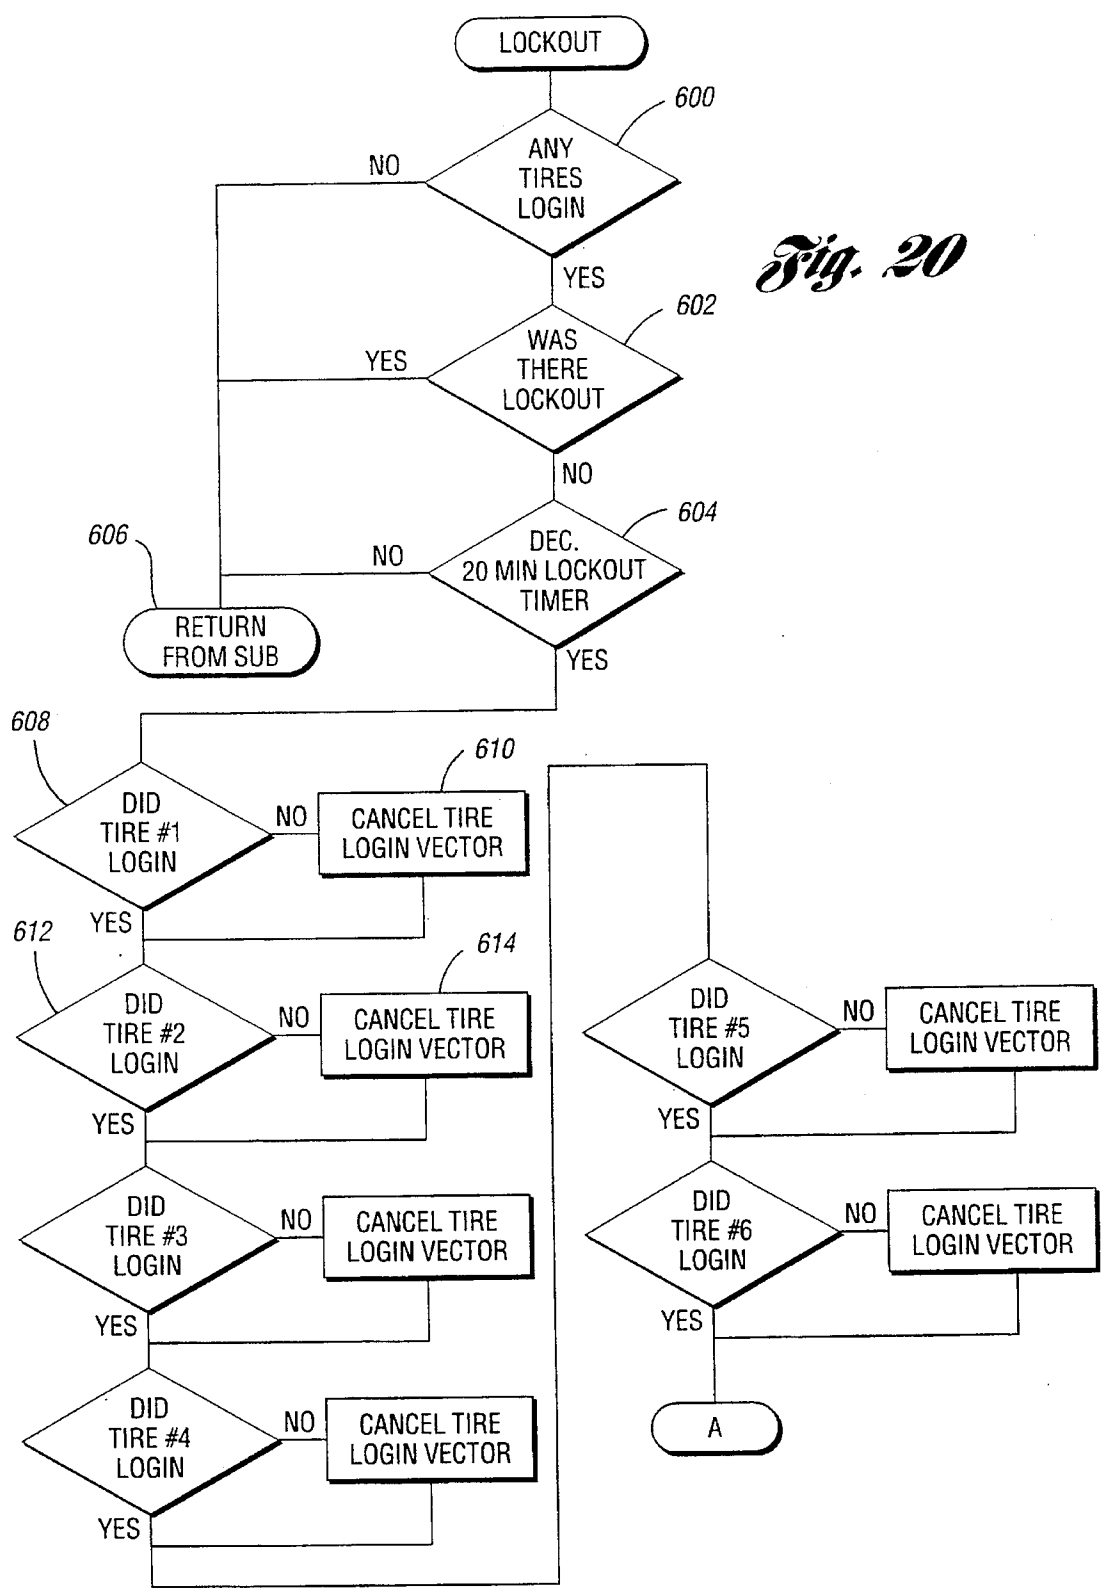 LOCKOUT
600
ANY
TIRES
LOGIN
NO
YES
Fig. 20
602
WAS
THERE
LOCKOUT
YES
NO
604
DEC.
20 MIN LOCKOUT
TIMER
NO
YES
606
RETURN
FROM SUB
608
DID
TIRE #1
LOGIN
NO
610
CANCEL TIRE
LOGIN VECTOR
YES
612
DID
TIRE #2
LOGIN
NO
614
CANCEL TIRE
LOGIN VECTOR
YES
DID
TIRE #3
LOGIN
NO
CANCEL TIRE
LOGIN VECTOR
YES
DID
TIRE #4
LOGIN
NO
CANCEL TIRE
LOGIN VECTOR
YES
DID
TIRE #5
LOGIN
NO
CANCEL TIRE
LOGIN VECTOR
YES
DID
TIRE #6
LOGIN
NO
CANCEL TIRE
LOGIN VECTOR
YES
A